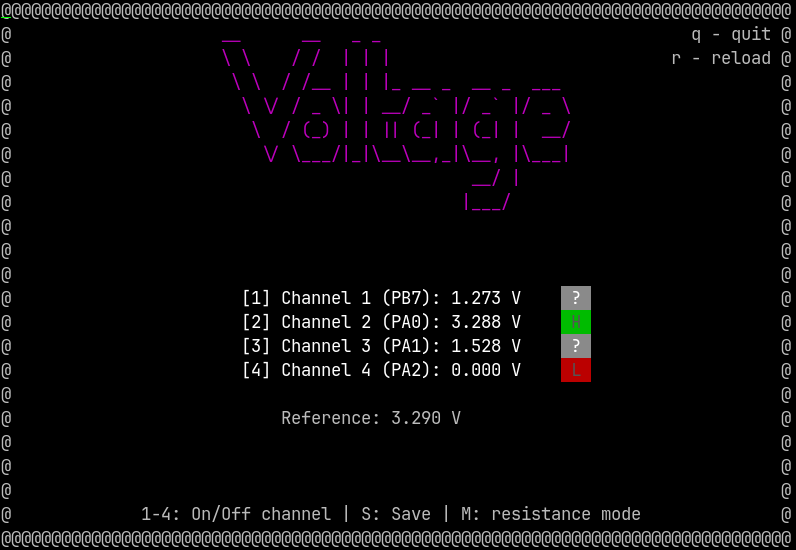 q - quit
r - reload
Voltage
[1] Channel 1 (PB7): 1.273 V ?
[2] Channel 2 (PA0): 3.288 V H
[3] Channel 3 (PA1): 1.528 V ?
[4] Channel 4 (PA2): 0.000 V L
Reference: 3.290 V
1-4: On/Off channel | S: Save | M: resistance mode